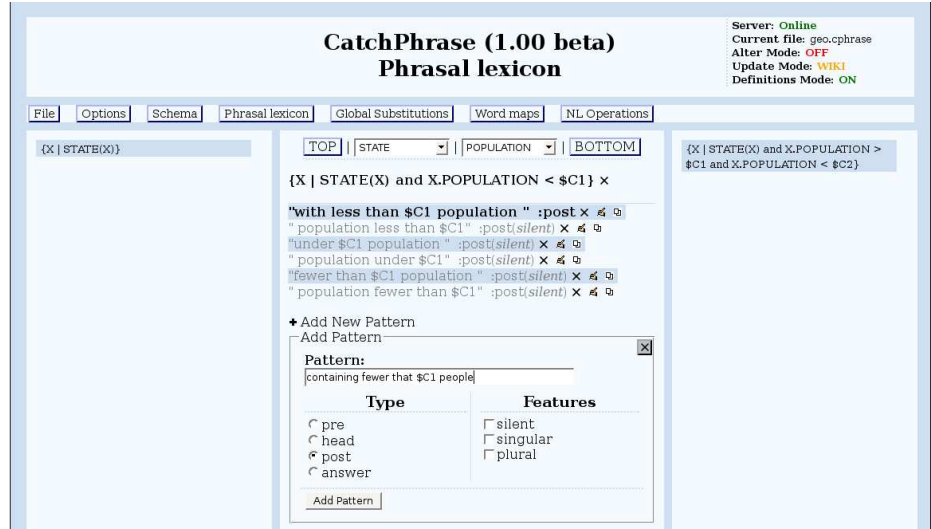 CatchPhrase (1.00 beta)
Phrasal lexicon
Server: Online
Current file: geo.cphrase
Alter Mode: OFF
Update Mode: WIKI
Definitions Mode: ON
File Options Schema Phrasal lexicon Global Substitutions Word maps NL Operations
{X | STATE(X)}
TOP | STATE | POPULATION | BOTTOM
{X | STATE(X) and X.POPULATION < $C1} ×
"with less than $C1 population " :post ×
" population less than $C1" :post(silent) ×
"under $C1 population " :post(silent) ×
" population under $C1" :post(silent) ×
"fewer than $C1 population " :post(silent) ×
" population fewer than $C1" :post(silent) ×
+ Add New Pattern
Add Pattern
Pattern:
containing fewer that $C1 people
Type
pre
head
post
answer
Features
silent
singular
plural
Add Pattern
{X | STATE(X) and X.POPULATION >
$C1 and X.POPULATION < $C2}